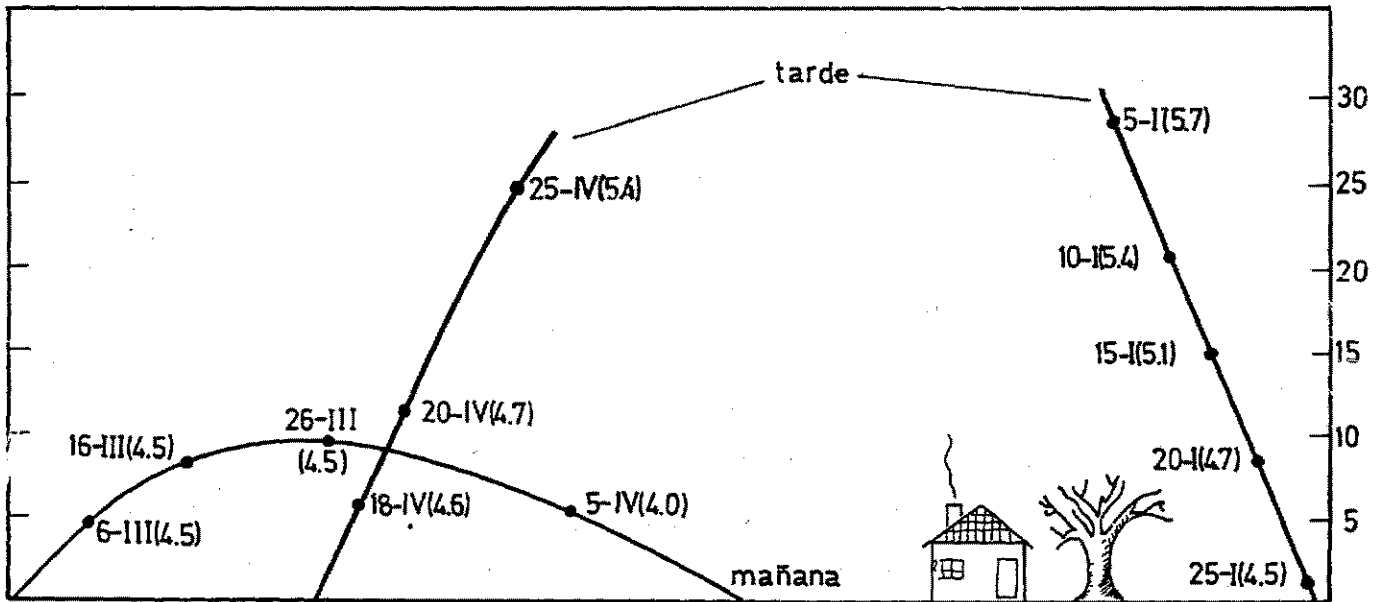 tarde
30
5-I(5.7)
25-IV(5.4)
25
10-I(5.4)
20
15-I(5.1)
15
26-III
(4.5)
20-IV(4.7)
16-III(4.5)
10
20-I(4.7)
18-IV(4.6)
5-IV(4.0)
6-III(4.5)
5
mañana
25-I(4.5)